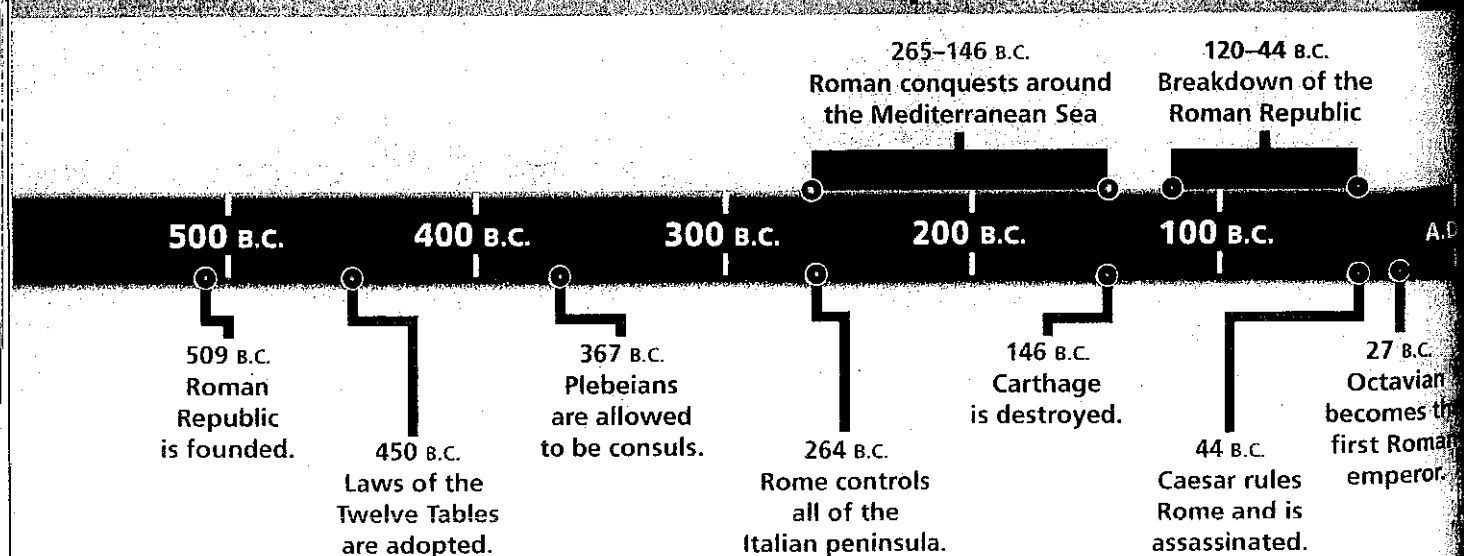 265–146 B.C.
Roman conquests around
the Mediterranean Sea
120–44 B.C.
Breakdown of the
Roman Republic
500 B.C.
400 B.C.
300 B.C.
200 B.C.
100 B.C.
A.D
509 B.C.
Roman
Republic
is founded.
450 B.C.
Laws of the
Twelve Tables
are adopted.
367 B.C.
Plebeians
are allowed
to be consuls.
264 B.C.
Rome controls
all of the
Italian peninsula.
146 B.C.
Carthage
is destroyed.
44 B.C.
Caesar rules
Rome and is
assassinated.
27 B.C.
Octavian
becomes th
first Roman
emperor.